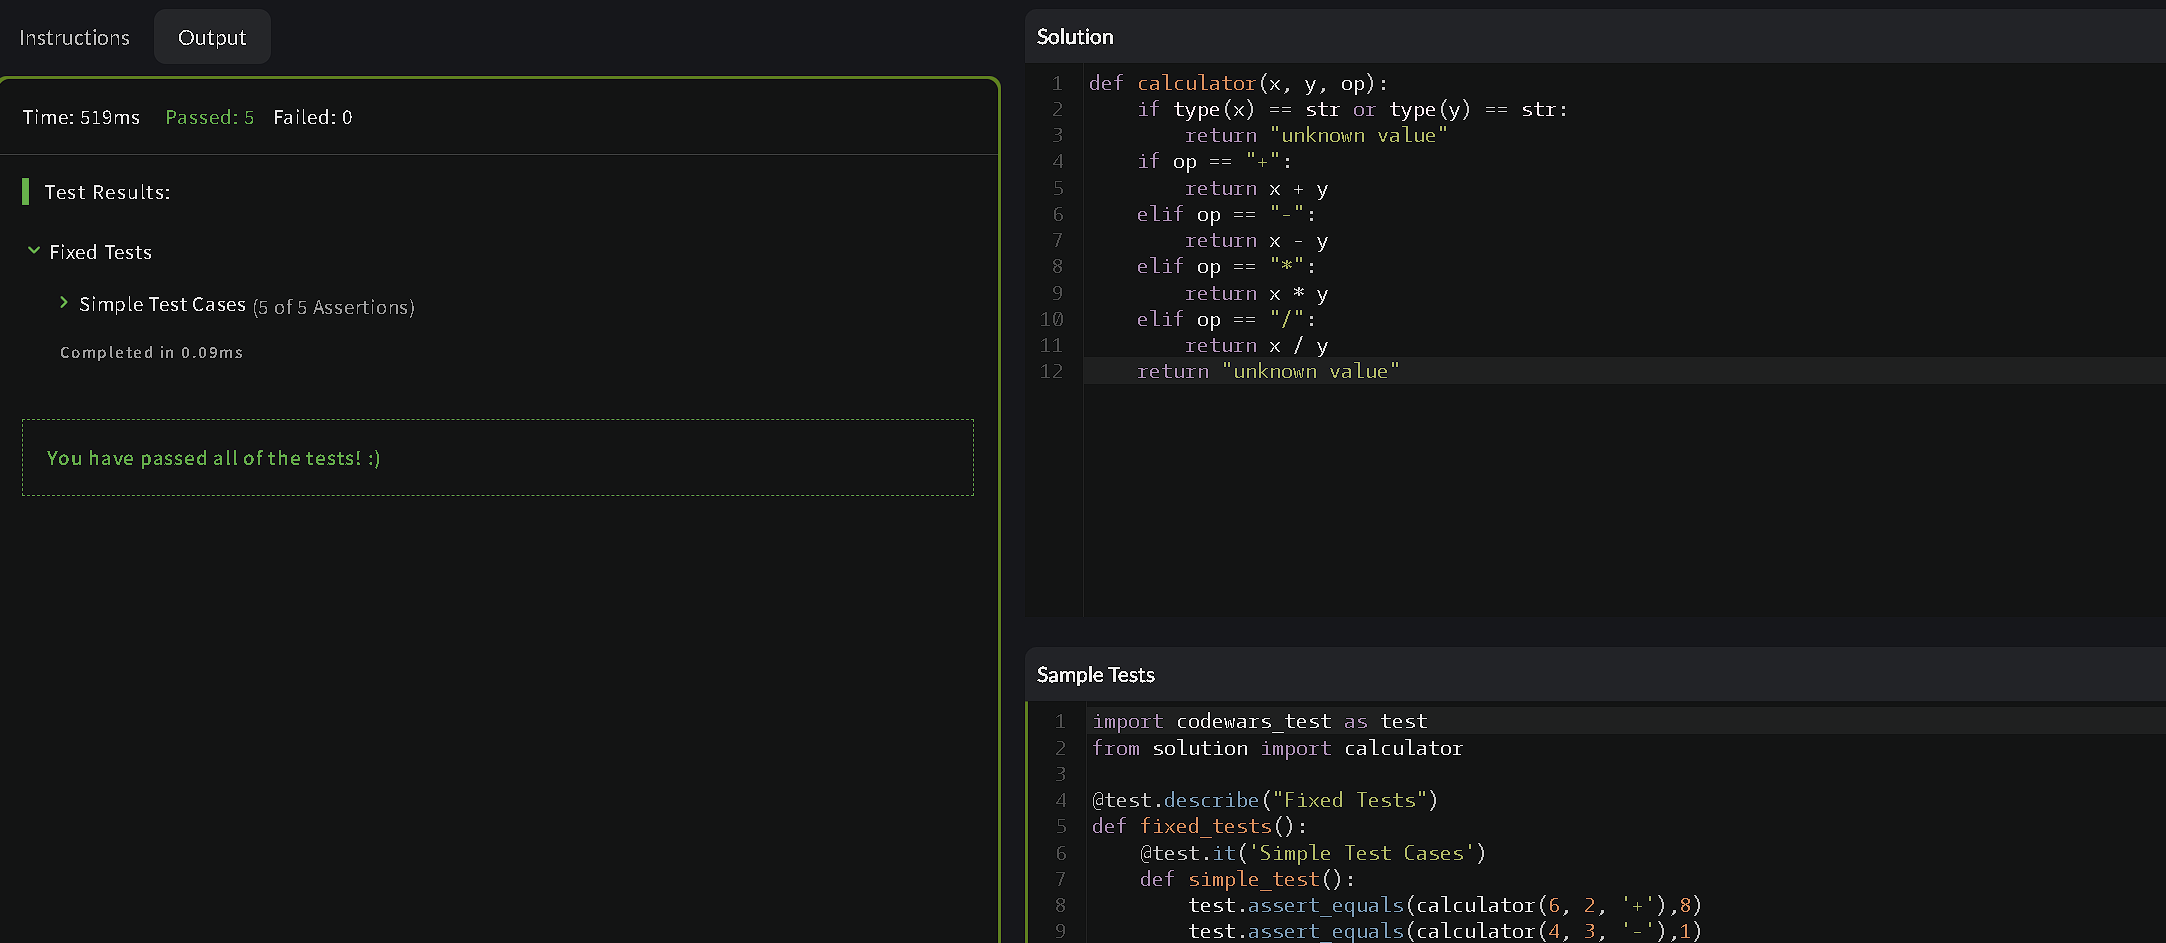 Instructions
Output
Time: 519ms Passed: 5 Failed: 0
Test Results:
Fixed Tests
Simple Test Cases (5 of 5 Assertions)
Completed in 0.09ms
You have passed all of the tests! :)
Solution
1 def calculator(x, y, op):
2     if type(x) == str or type(y) == str:
3         return "unknown value"
4     if op == "+":
5         return x + y
6     elif op == "-":
7         return x - y
8     elif op == "*":
9         return x * y
10     elif op == "/":
11         return x / y
12     return "unknown value"
Sample Tests
1 import codewars_test as test
2 from solution import calculator
3
4 @test.describe("Fixed Tests")
5 def fixed_tests():
6     @test.it('Simple Test Cases')
7     def simple_test():
8         test.assert_equals(calculator(6, 2, '+'),8)
9         test.assert_equals(calculator(4, 3, '-'),1)